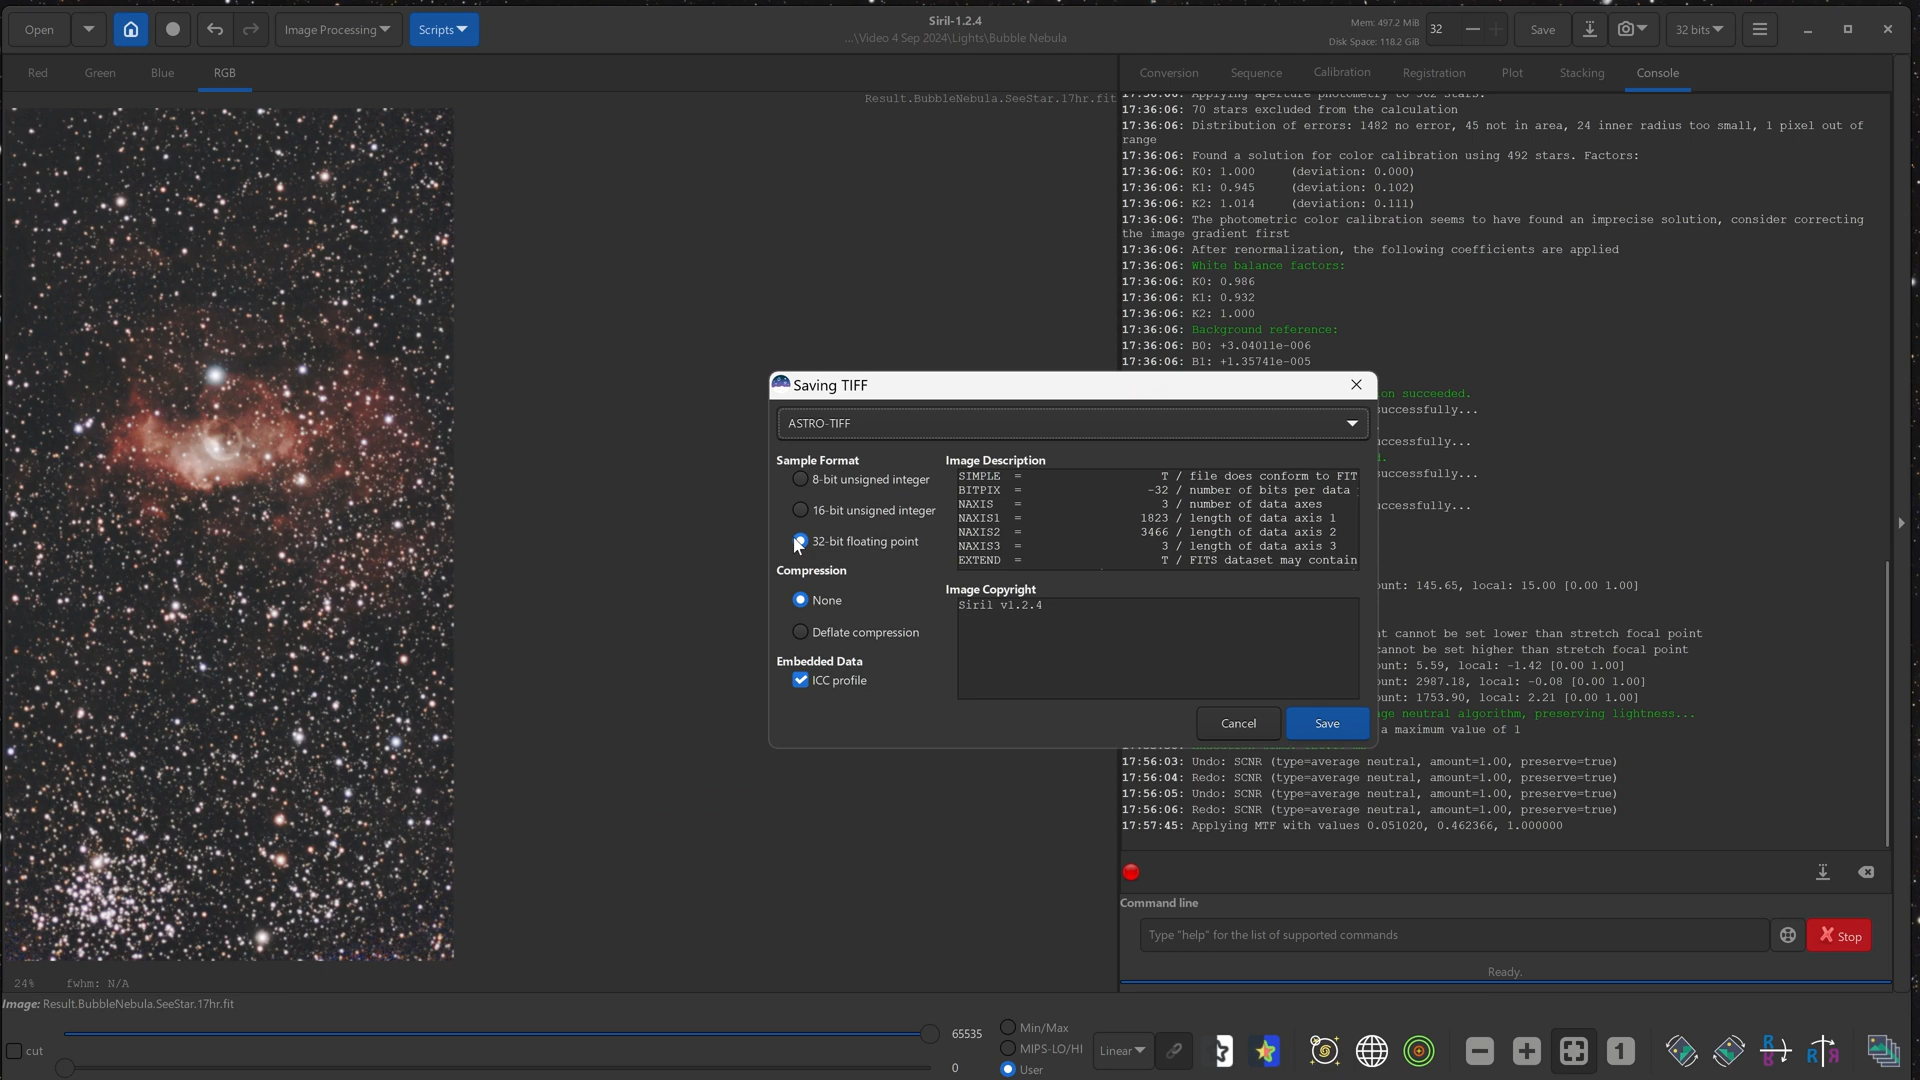 Open
Image Processing
Scripts
Siril-1.2.4
...\Video 4 Sep 2024\Lights\Bubble Nebula
Mem: 497.2 MiB
Disk Space: 118.2 GiB
32
Save
32 bits
Red
Green
Blue
RGB
Conversion
Sequence
Calibration
Registration
Plot
Stacking
Console
Result.BubbleNebula.SeeStar.17hr.fit
17:36:06: 70 stars excluded from the calculation
17:36:06: Distribution of errors: 1482 no error, 45 not in area, 24 inner radius too small, 1 pixel out of
range
17:36:06: Found a solution for color calibration using 492 stars. Factors:
17:36:06: K0: 1.000 (deviation: 0.000)
17:36:06: K1: 0.945 (deviation: 0.102)
17:36:06: K2: 1.014 (deviation: 0.111)
17:36:06: The photometric color calibration seems to have found an imprecise solution, consider correcting
the image gradient first
17:36:06: After renormalization, the following coefficients are applied
17:36:06: White balance factors:
17:36:06: K0: 0.986
17:36:06: K1: 0.932
17:36:06: K2: 1.000
17:36:06: Background reference:
17:36:06: B0: +3.04011e-006
17:36:06: B1: +1.35741e-005
on succeeded.
successfully...
uccessfully...
d.
successfully...
uccessfully...
ount: 145.65, local: 15.00 [0.00 1.00]
t cannot be set lower than stretch focal point
cannot be set higher than stretch focal point
ount: 5.59, local: -1.42 [0.00 1.00]
ount: 2987.18, local: -0.08 [0.00 1.00]
ount: 1753.90, local: 2.21 [0.00 1.00]
age neutral algorithm, preserving lightness...
a maximum value of 1
17:56:03: Undo: SCNR (type=average neutral, amount=1.00, preserve=true)
17:56:04: Redo: SCNR (type=average neutral, amount=1.00, preserve=true)
17:56:05: Undo: SCNR (type=average neutral, amount=1.00, preserve=true)
17:56:06: Redo: SCNR (type=average neutral, amount=1.00, preserve=true)
17:57:45: Applying MTF with values 0.051020, 0.462366, 1.000000
Saving TIFF
ASTRO-TIFF
Sample Format
8-bit unsigned integer
16-bit unsigned integer
32-bit floating point
Compression
None
Deflate compression
Embedded Data
ICC profile
Image Description
SIMPLE = T / file does conform to FIT
BITPIX = -32 / number of bits per data
NAXIS = 3 / number of data axes
NAXIS1 = 1823 / length of data axis 1
NAXIS2 = 3466 / length of data axis 2
NAXIS3 = 3 / length of data axis 3
EXTEND = T / FITS dataset may contain
Image Copyright
Siril v1.2.4
Cancel
Save
Command line
Type "help" for the list of supported commands
Stop
Ready.
24%
fwhm: N/A
Image: Result.BubbleNebula.SeeStar.17hr.fit
cut
65535
0
Min/Max
MIPS-LO/HI
User
Linear
1